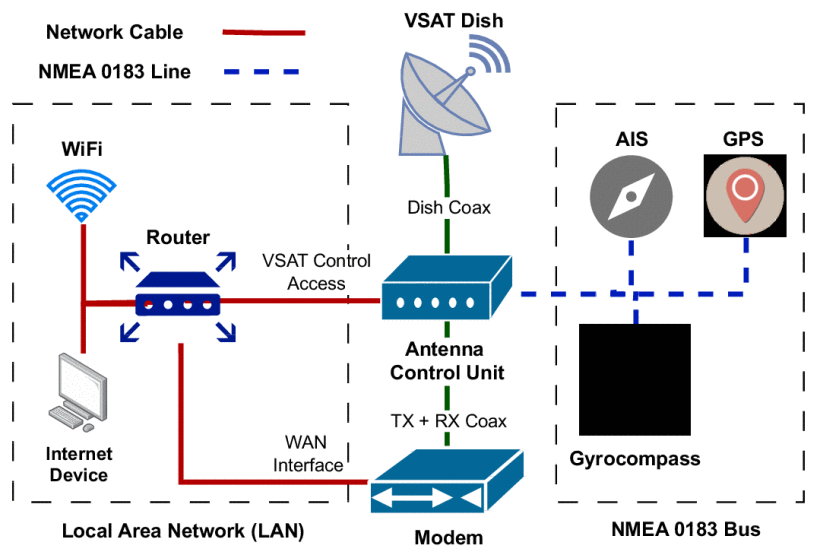 VSAT Dish
Network Cable
NMEA 0183 Line
WiFi
AIS
GPS
Router
Dish Coax
VSAT Control
Access
Antenna
Control Unit
TX + RX Coax
Internet
Device
WAN
Interface
Gyrocompass
Local Area Network (LAN)
Modem
NMEA 0183 Bus